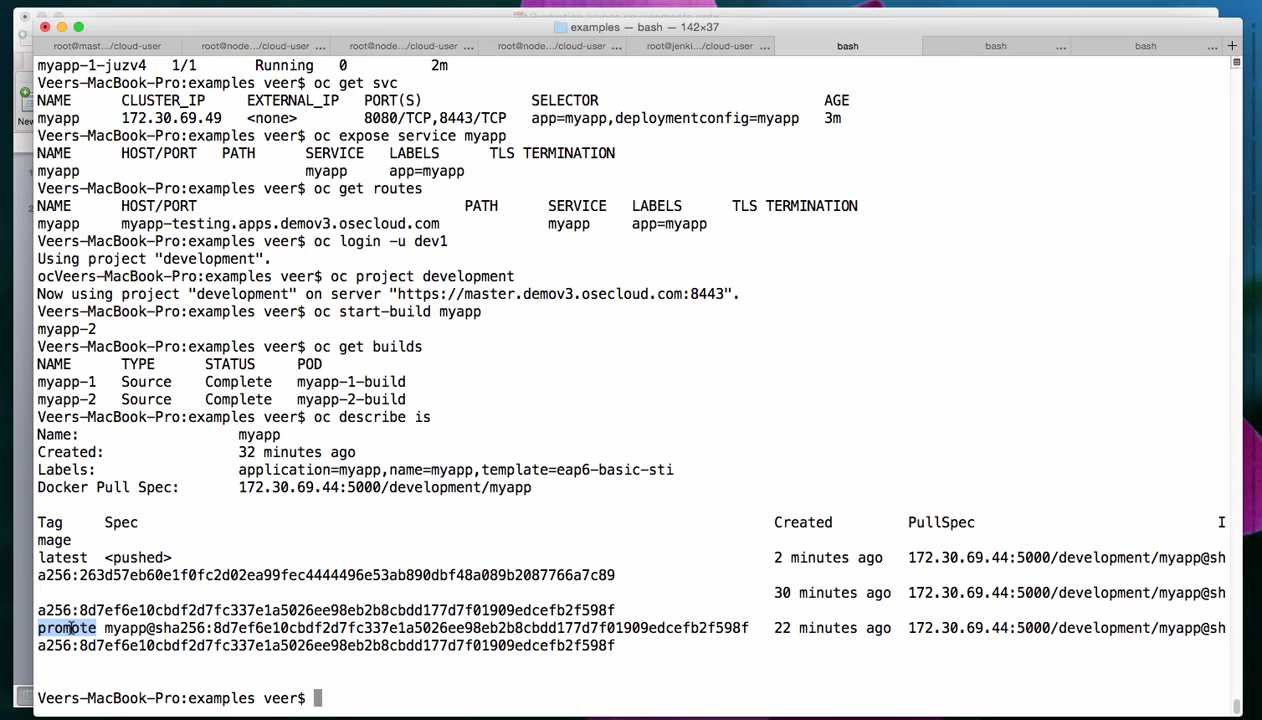 examples — bash — 142×37
root@mast.../cloud-user root@node.../cloud-user ... root@node.../cloud-user ... root@node.../cloud-user ... root@jenki.../cloud-user ... bash bash ... bash ... +
myapp-1-juzv4 1/1 Running 0 2m
Veers-MacBook-Pro:examples veer$ oc get svc
NAME CLUSTER_IP EXTERNAL_IP PORT(S) SELECTOR AGE
myapp 172.30.69.49 <none> 8080/TCP,8443/TCP app=myapp,deploymentconfig=myapp 3m
Veers-MacBook-Pro:examples veer$ oc expose service myapp
NAME HOST/PORT PATH SERVICE LABELS TLS TERMINATION
myapp myapp app=myapp
Veers-MacBook-Pro:examples veer$ oc get routes
NAME HOST/PORT PATH SERVICE LABELS TLS TERMINATION
myapp myapp-testing.apps.demov3.osecloud.com myapp app=myapp
Veers-MacBook-Pro:examples veer$ oc login -u dev1
Using project "development".
ocVeers-MacBook-Pro:examples veer$ oc project development
Now using project "development" on server "https://master.demov3.osecloud.com:8443".
Veers-MacBook-Pro:examples veer$ oc start-build myapp
myapp-2
Veers-MacBook-Pro:examples veer$ oc get builds
NAME TYPE STATUS POD
myapp-1 Source Complete myapp-1-build
myapp-2 Source Complete myapp-2-build
Veers-MacBook-Pro:examples veer$ oc describe is
Name: myapp
Created: 32 minutes ago
Labels: application=myapp,name=myapp,template=eap6-basic-sti
Docker Pull Spec: 172.30.69.44:5000/development/myapp
Tag Spec Created PullSpec I
mage
latest <pushed> 2 minutes ago 172.30.69.44:5000/development/myapp@sh
a256:263d57eb60e1f0fc2d02ea99fec4444496e53ab890dbf48a089b2087766a7c89
30 minutes ago 172.30.69.44:5000/development/myapp@sh
a256:8d7ef6e10cbdf2d7fc337e1a5026ee98eb2b8cbdd177d7f01909edcefb2f598f
promote myapp@sha256:8d7ef6e10cbdf2d7fc337e1a5026ee98eb2b8cbdd177d7f01909edcefb2f598f 22 minutes ago 172.30.69.44:5000/development/myapp@sh
a256:8d7ef6e10cbdf2d7fc337e1a5026ee98eb2b8cbdd177d7f01909edcefb2f598f
Veers-MacBook-Pro:examples veer$